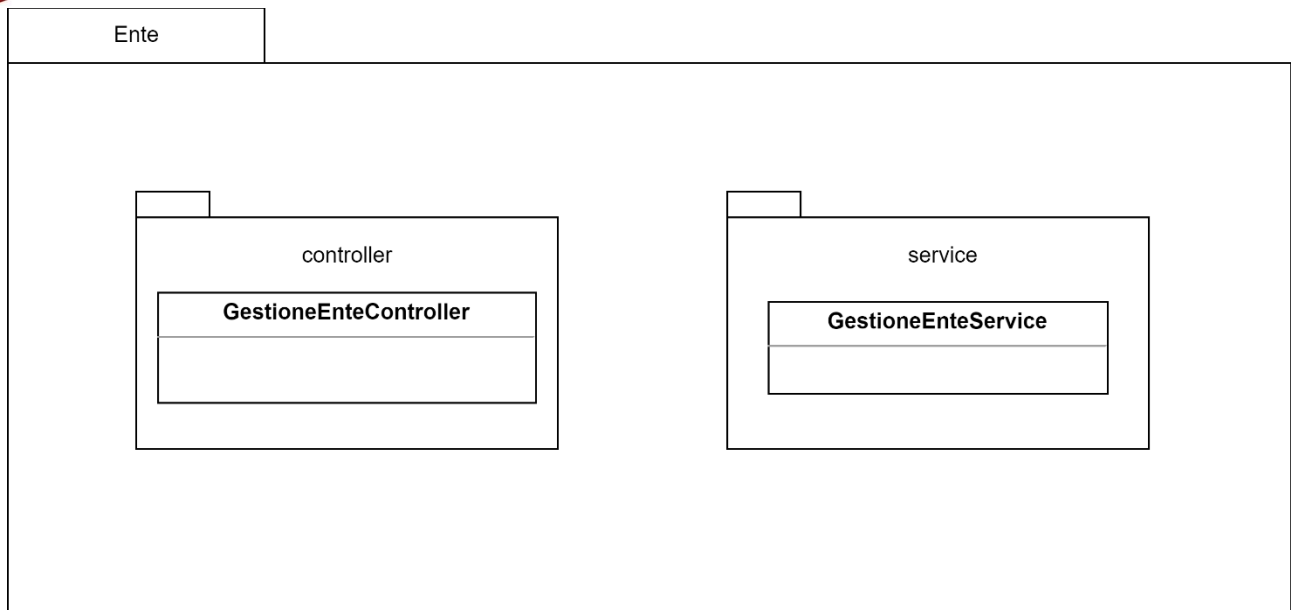 Ente
controller
GestioneEnteController
service
GestioneEnteService